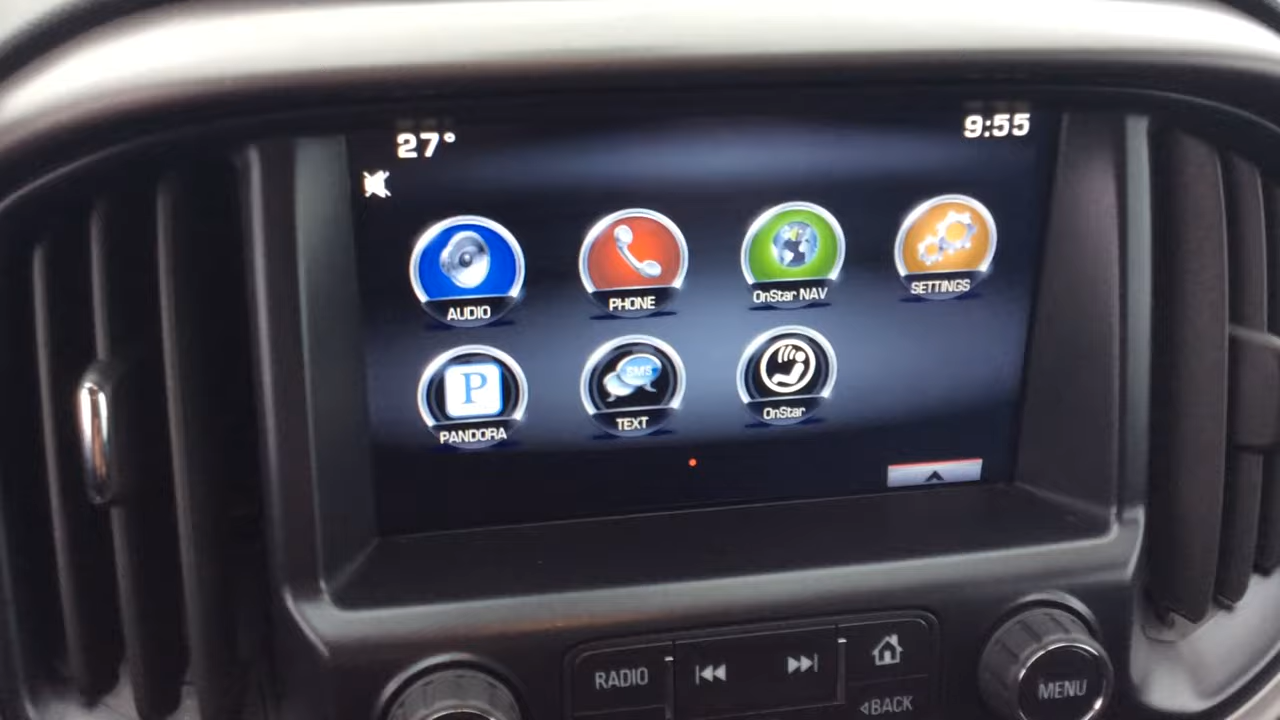 27°
9:55
AUDIO
PHONE
OnStar NAV
SETTINGS
P
PANDORA
SMS
TEXT
OnStar
RADIO
BACK
MENU